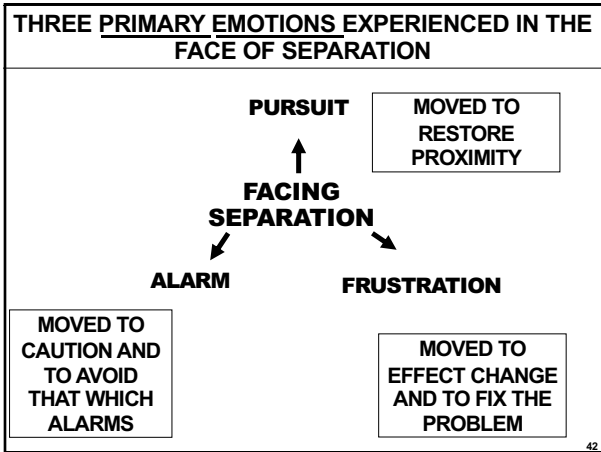 THREE PRIMARY EMOTIONS EXPERIENCED IN THE
FACE OF SEPARATION
PURSUIT
MOVED TO
RESTORE
PROXIMITY
FACING
SEPARATION
ALARM
FRUSTRATION
MOVED TO
CAUTION AND
TO AVOID
THAT WHICH
ALARMS
MOVED TO
EFFECT CHANGE
AND TO FIX THE
PROBLEM
42